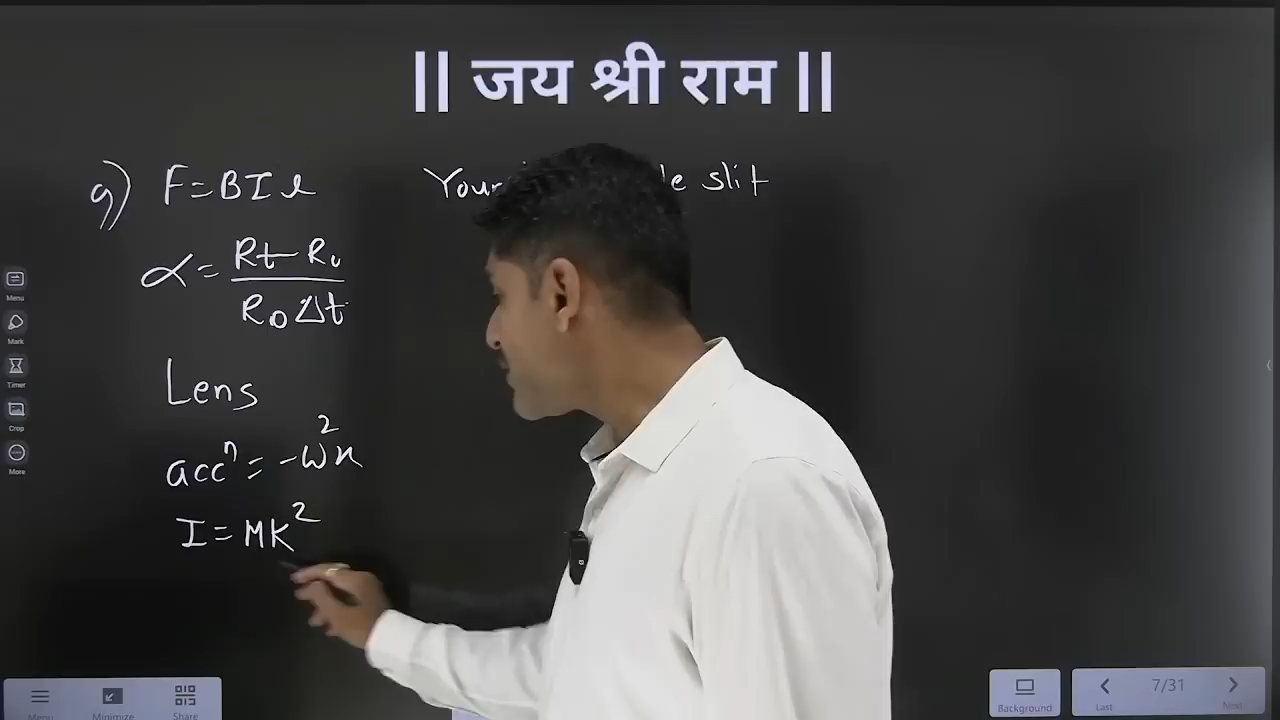 || जय श्री राम ||
9) F=BIl
slit
α = Rt-R₀ / R₀Δt
Lens
accⁿ = -ω²x
I = MK²
Menu
Mark
Timer
Crop
More
Menu
Minimize
Share
Background
Last
7/31
Next